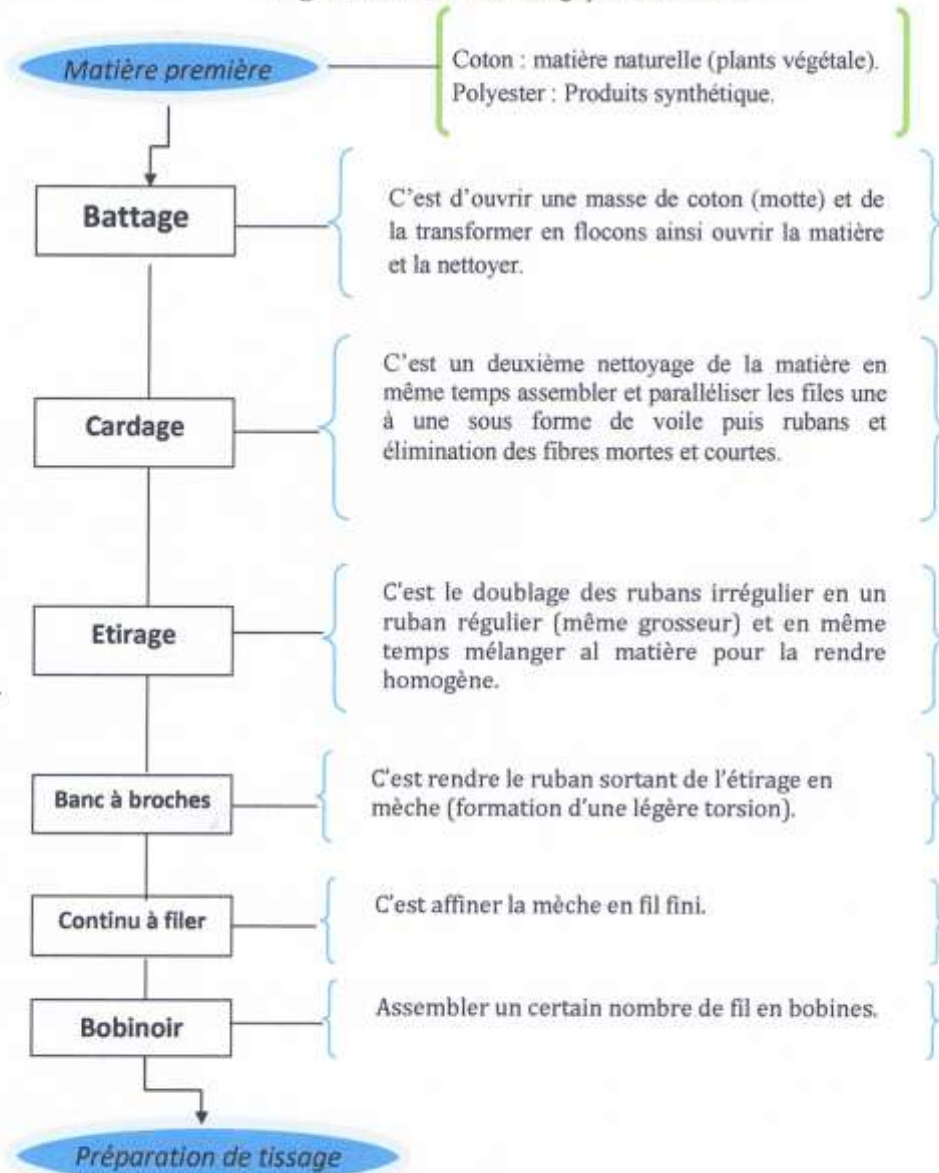 Matière première
Coton : matière naturelle (plants végétale).
Polyester : Produits synthétique.
Battage
C'est d'ouvrir une masse de coton (motte) et de
la transformer en flocons ainsi ouvrir la matière
et la nettoyer.
Cardage
C'est un deuxième nettoyage de la matière en
même temps assembler et paralléliser les files une
à une sous forme de voile puis rubans et
élimination des fibres mortes et courtes.
Etirage
C'est le doublage des rubans irrégulier en un
ruban régulier (même grosseur) et en même
temps mélanger al matière pour la rendre
homogène.
Banc à broches
C'est rendre le ruban sortant de l'étirage en
mèche (formation d'une légère torsion).
Continu à filer
C'est affiner la mèche en fil fini.
Bobinoir
Assembler un certain nombre de fil en bobines.
Préparation de tissage